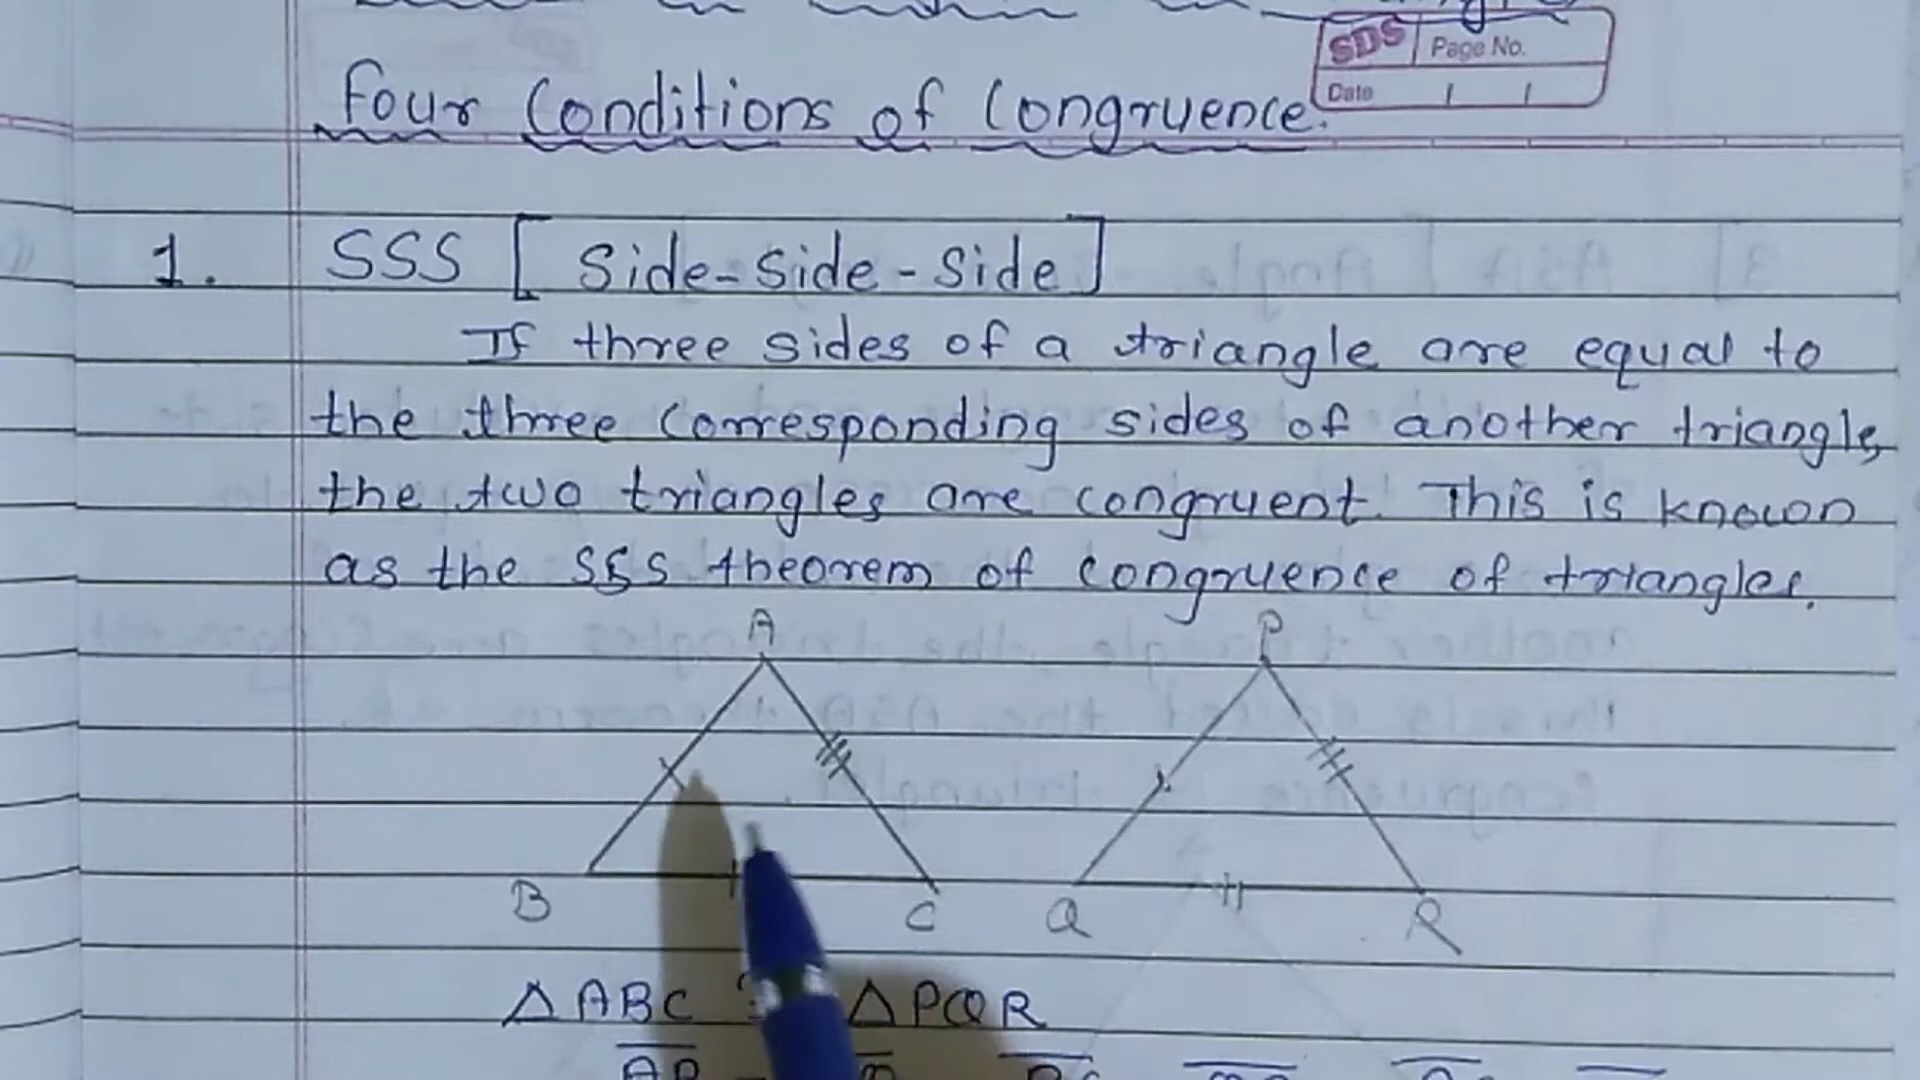 SDS Page No.
Date / /
Four Conditions of Congruence.
1. SSS [Side-Side-Side]
If three sides of a triangle are equal to
the three corresponding sides of another triangle,
the two triangles are congruent. This is known
as the SSS theorem of congruence of triangles.
A P
B C Q R
△ABC △PQR